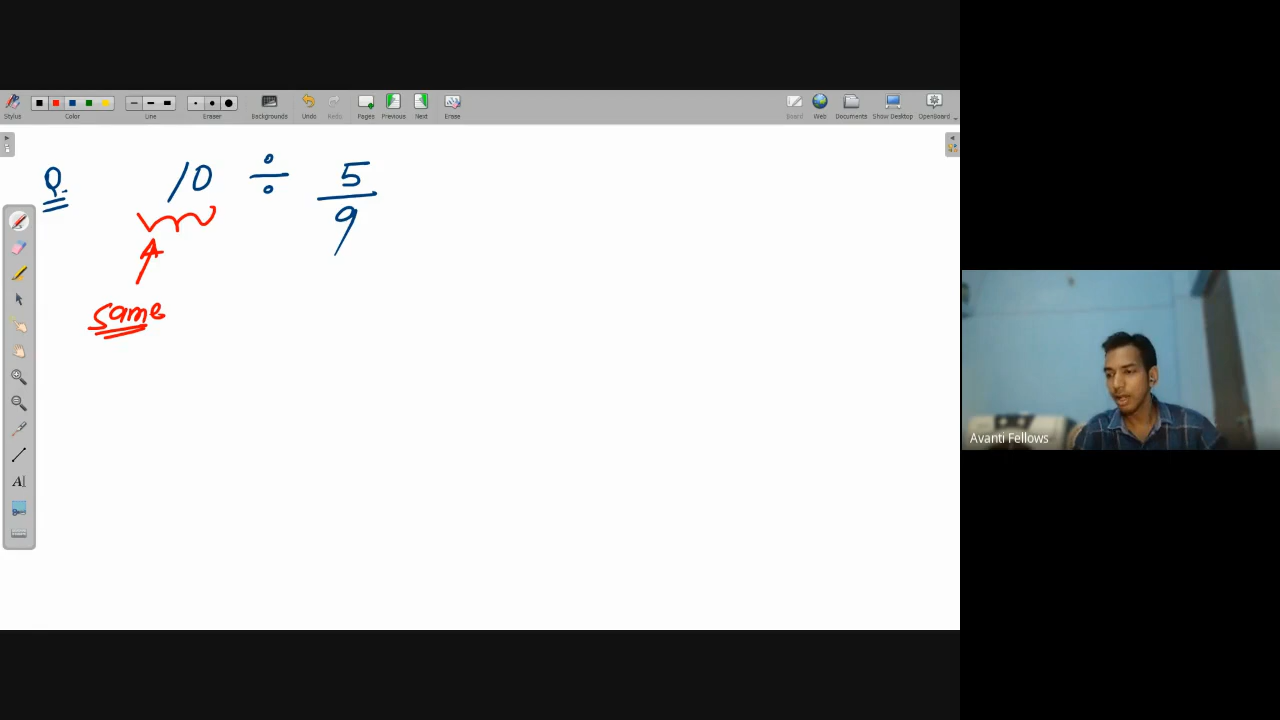 Stylus Color Line Eraser Backgrounds Undo Redo Pages Previous Next Erase Board Web Documents Show Desktop OpenBoard
Q. 10 ÷ 5/9
same
Avanti Fellows